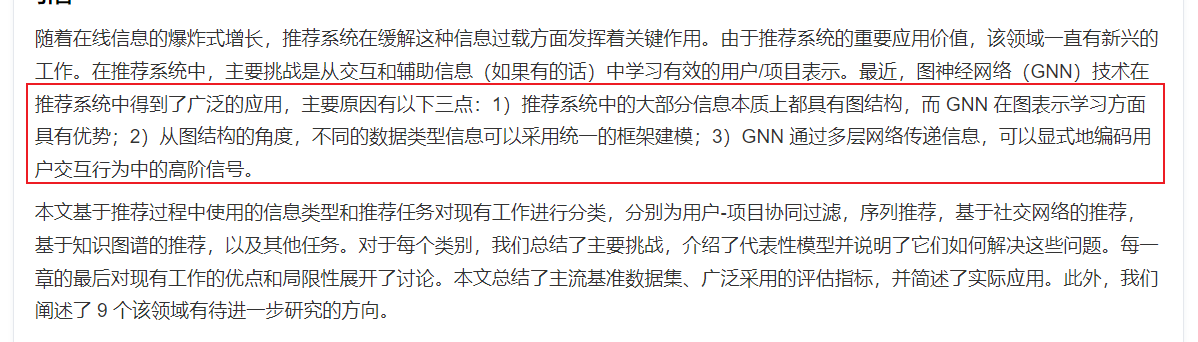 随着在线信息的爆炸式增长，推荐系统在缓解这种信息过载方面发挥着关键作用。由于推荐系统的重要应用价值，该领域一直有新兴的
工作。在推荐系统中，主要挑战是从交互和辅助信息（如果有的话）中学习有效的用户/项目表示。最近，图神经网络（GNN）技术在
推荐系统中得到了广泛的应用，主要原因有以下三点：1）推荐系统中的大部分信息本质上都具有图结构，而 GNN 在图表示学习方面
具有优势；2）从图结构的角度，不同的数据类型信息可以采用统一的框架建模；3）GNN 通过多层网络传递信息，可以显式地编码用
户交互行为中的高阶信号。
本文基于推荐过程中使用的信息类型和推荐任务对现有工作进行分类，分别为用户-项目协同过滤，序列推荐，基于社交网络的推荐，
基于知识图谱的推荐，以及其他任务。对于每个类别，我们总结了主要挑战，介绍了代表性模型并说明了它们如何解决这些问题。每一
章的最后对现有工作的优点和局限性展开了讨论。本文总结了主流基准数据集、广泛采用的评估指标，并简述了实际应用。此外，我们
阐述了 9 个该领域有待进一步研究的方向。